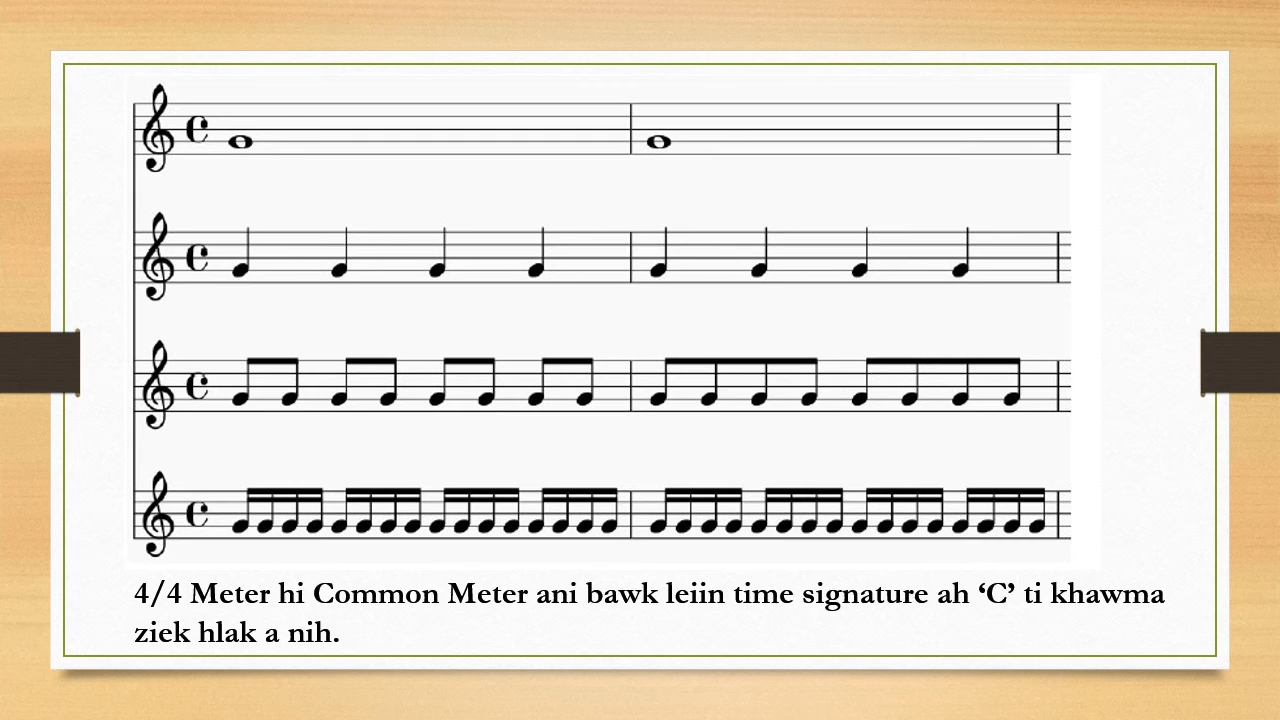 4/4 Meter hi Common Meter ani bawk leiin time signature ah ‘C’ ti khawma
ziek hlak a nih.